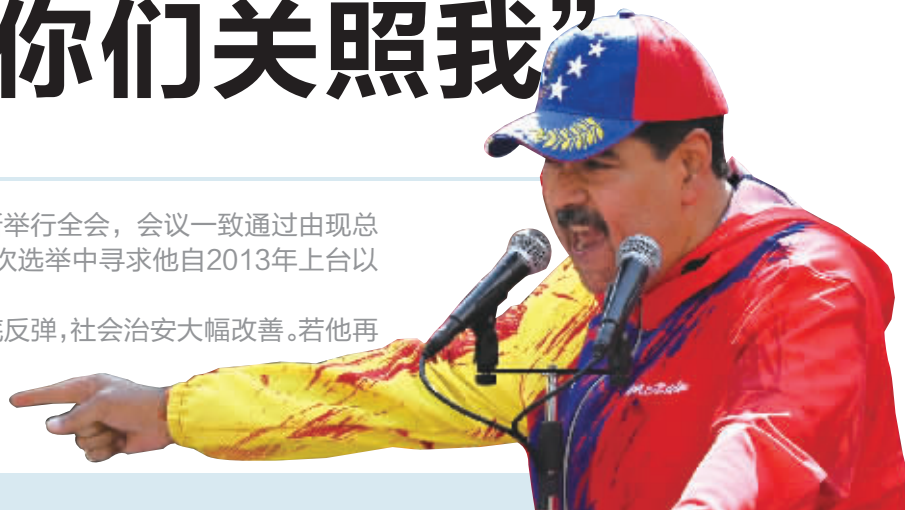 你们关照我”
举行全会，会议一致通过由现总
次选举中寻求他自2013年上台以
反弹，社会治安大幅改善。若他再